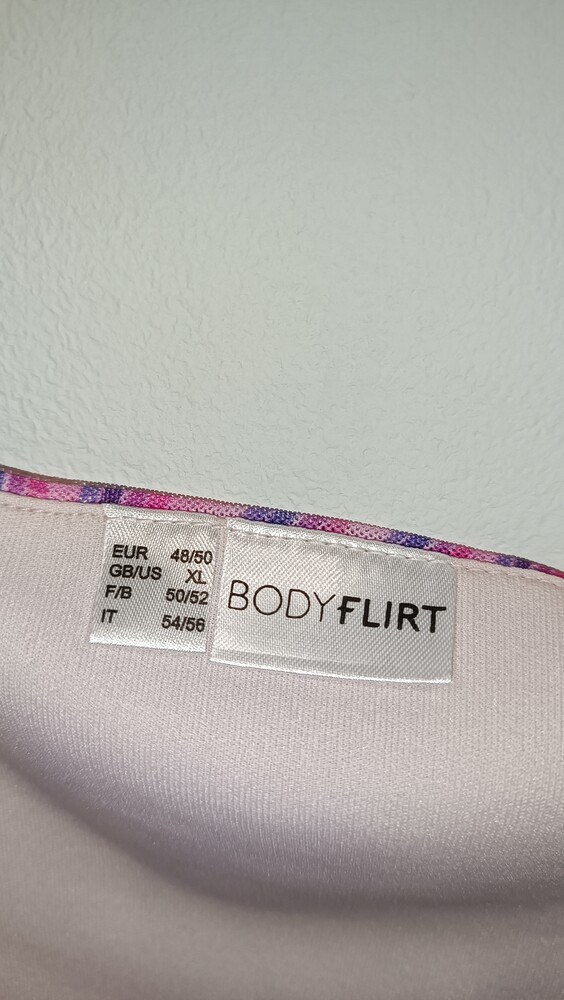 EUR 48/50
GB/US XL
F/B 50/52
IT 54/56
BODYFLIRT